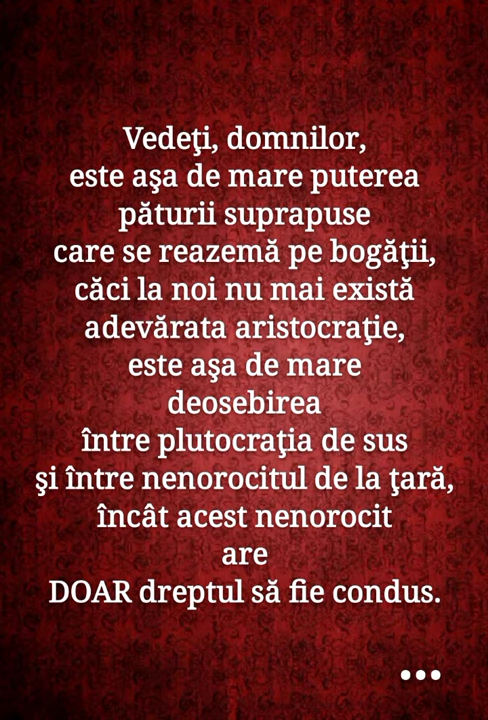 Vedeţi, domnilor,
este aşa de mare puterea
păturii suprapuse
care se reazemă pe bogăţii,
căci la noi nu mai există
adevărata aristocraţie,
este aşa de mare
deosebirea
între plutocraţia de sus
şi între nenorocitul de la ţară,
încât acest nenorocit
are
DOAR dreptul să fie condus.
...